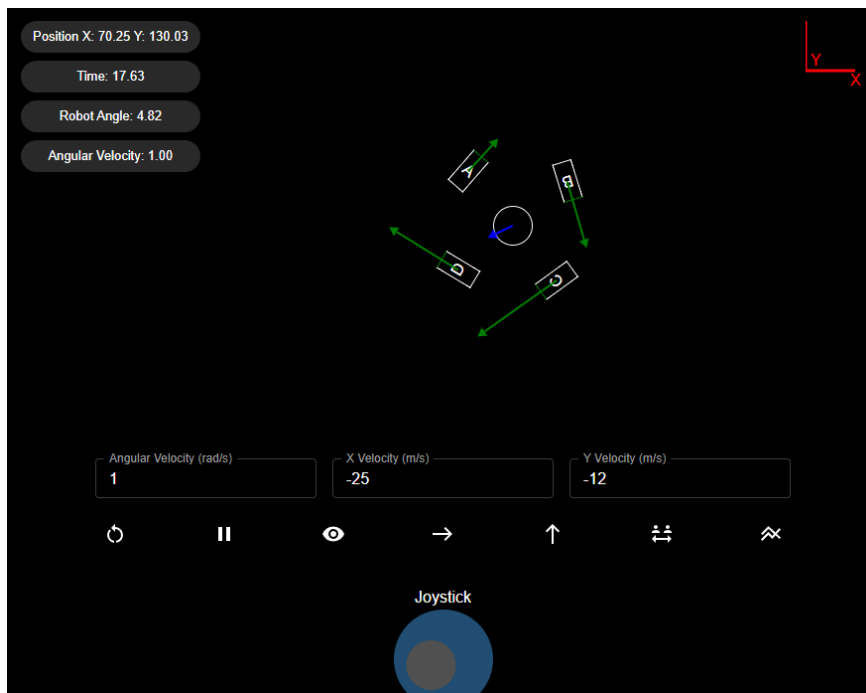 Position X: 70.25 Y: 130.03
Time: 17.63
Robot Angle: 4.82
Angular Velocity: 1.00
Y
X
A
B
D
C
Angular Velocity (rad/s)
1
X Velocity (m/s)
-25
Y Velocity (m/s)
-12
Joystick